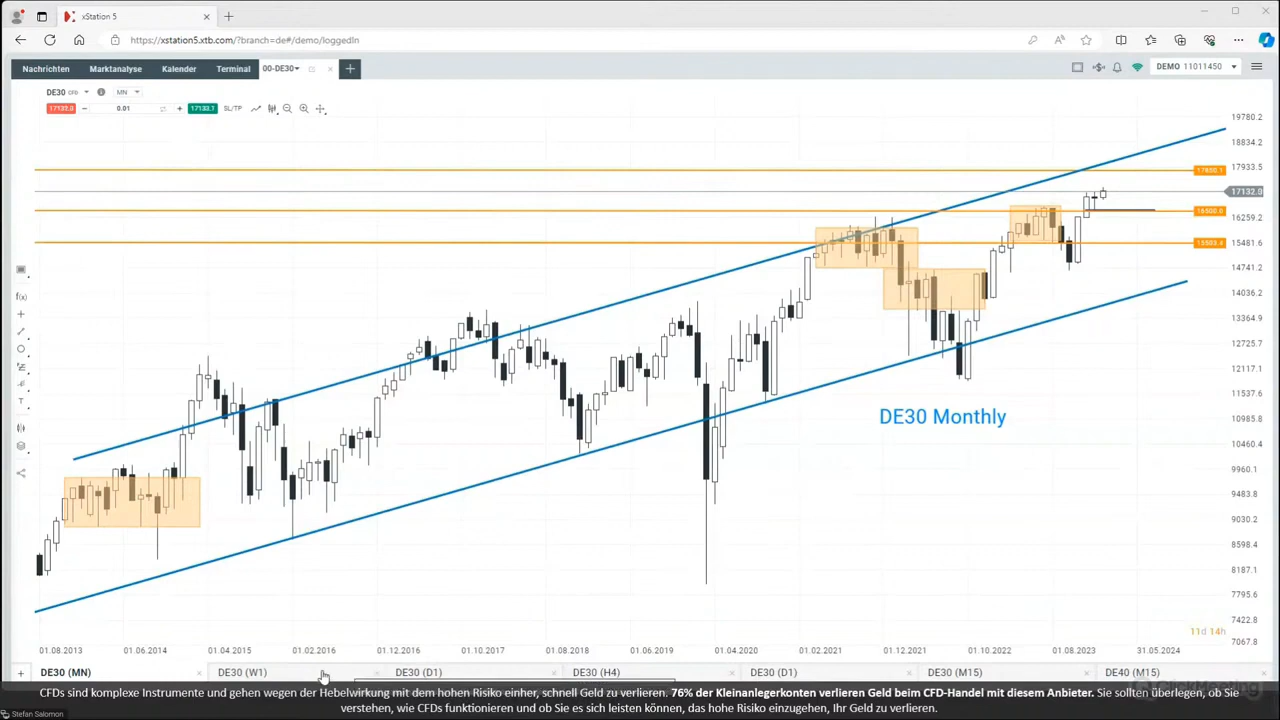 xStation 5
https://xstation5.xtb.com/?branch=de#/demo/loggedIn
Nachrichten Marktanalyse Kalender Terminal 00-DE30 DEMO 11011450
DE30 CFD MN
17132.0 0.01 17133.1 SL/TP
19780.2
18834.2
17933.5
17132.0
16259.2
15481.6
14741.2
14036.2
13364.9
12725.7
12117.1
11537.6
10985.8
10460.4
9960.1
9483.8
9030.2
8598.4
8187.1
7795.6
7422.8
7067.8
DE30 Monthly
11d 14h
01.08.2013 01.06.2014 01.04.2015 01.02.2016 01.12.2016 01.10.2017 01.08.2018 01.06.2019 01.04.2020 01.02.2021 01.12.2021 01.10.2022 01.08.2023 31.05.2024
DE30 (MN) DE30 (W1) DE30 (D1) DE30 (H4) DE30 (D1) DE30 (M15) DE40 (M15)
CFDs sind komplexe Instrumente und gehen wegen der Hebelwirkung mit dem hohen Risiko einher, schnell Geld zu verlieren. 76% der Kleinanlegerkonten verlieren Geld beim CFD-Handel mit diesem Anbieter. Sie sollten überlegen, ob Sie
verstehen, wie CFDs funktionieren und ob Sie es sich leisten können, das hohe Risiko einzugehen, Ihr Geld zu verlieren.
ClickMeeting
Stefan Salomon